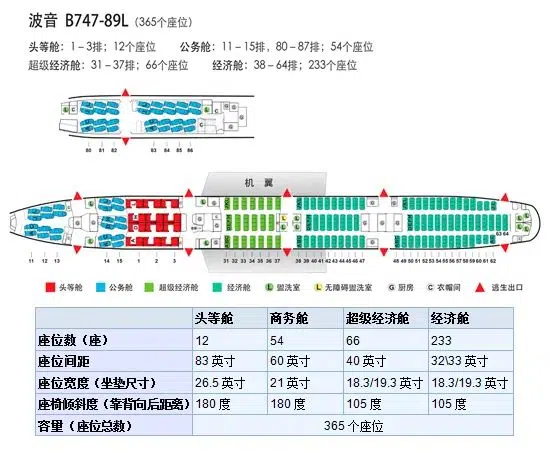 波音 B747-89L（365个座位）
头等舱：1－3排；12个座位 公务舱：11－15排，80－87排；54个座位
超级经济舱：31－37排；66个座位 经济舱：38－64排；233个座位
80 81 82 83 84 85 86
机翼
63 64
11 12 13 14 15 1 2 3 31 32 33 34 35 36 37 48 49 50 51 52 53 54 55 56 57 58 59 60 61 62
头等舱 公务舱 超级经济舱 经济舱 L 盥洗室 L 无障碍盥洗室 G 厨房 C 衣帽间 逃生出口
头等舱 商务舱 超级经济舱 经济舱
座位数（座） 12 54 66 233
座位间距 83 英寸 60 英寸 40 英寸 32\33 英寸
座位宽度（坐垫尺寸） 26.5 英寸 21 英寸 18.3/19.3 英寸 18.3/19.3 英寸
座椅倾斜度（靠背向后距离） 180 度 180 度 105 度 105 度
容量（座位总数） 365 个座位